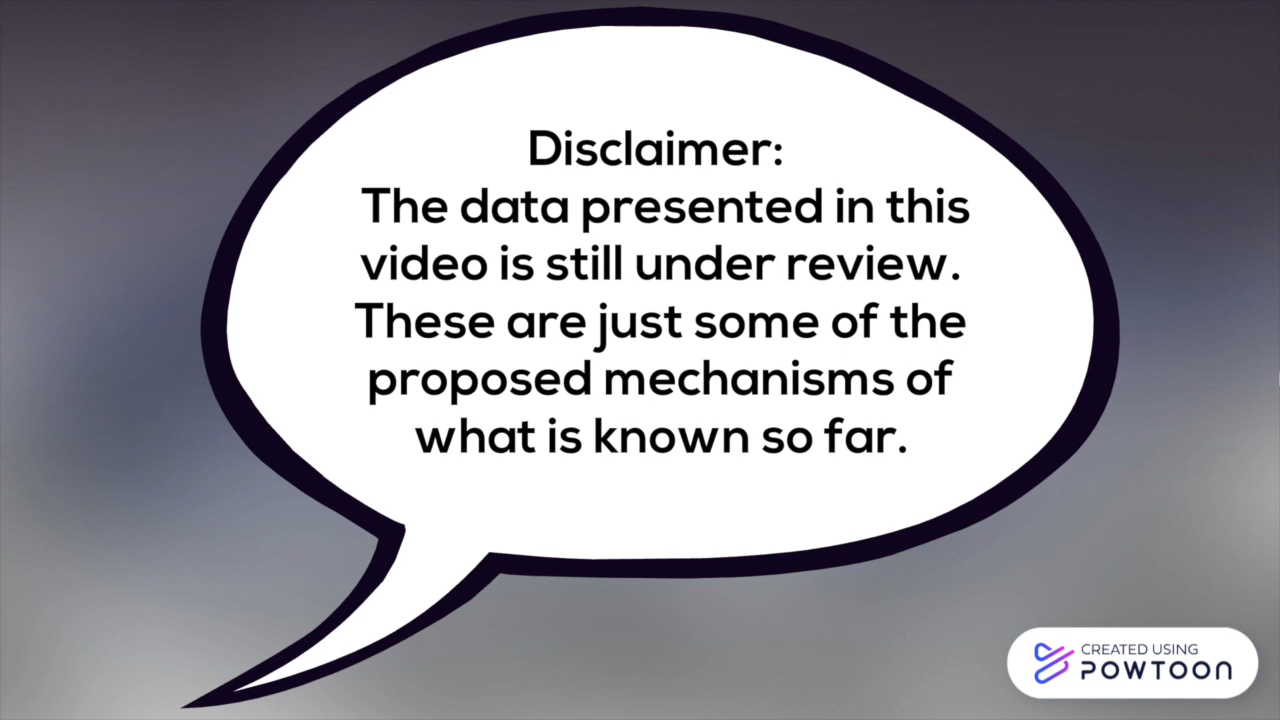 Disclaimer:
The data presented in this
video is still under review.
These are just some of the
proposed mechanisms of
what is known so far.
CREATED USING
POWTOON